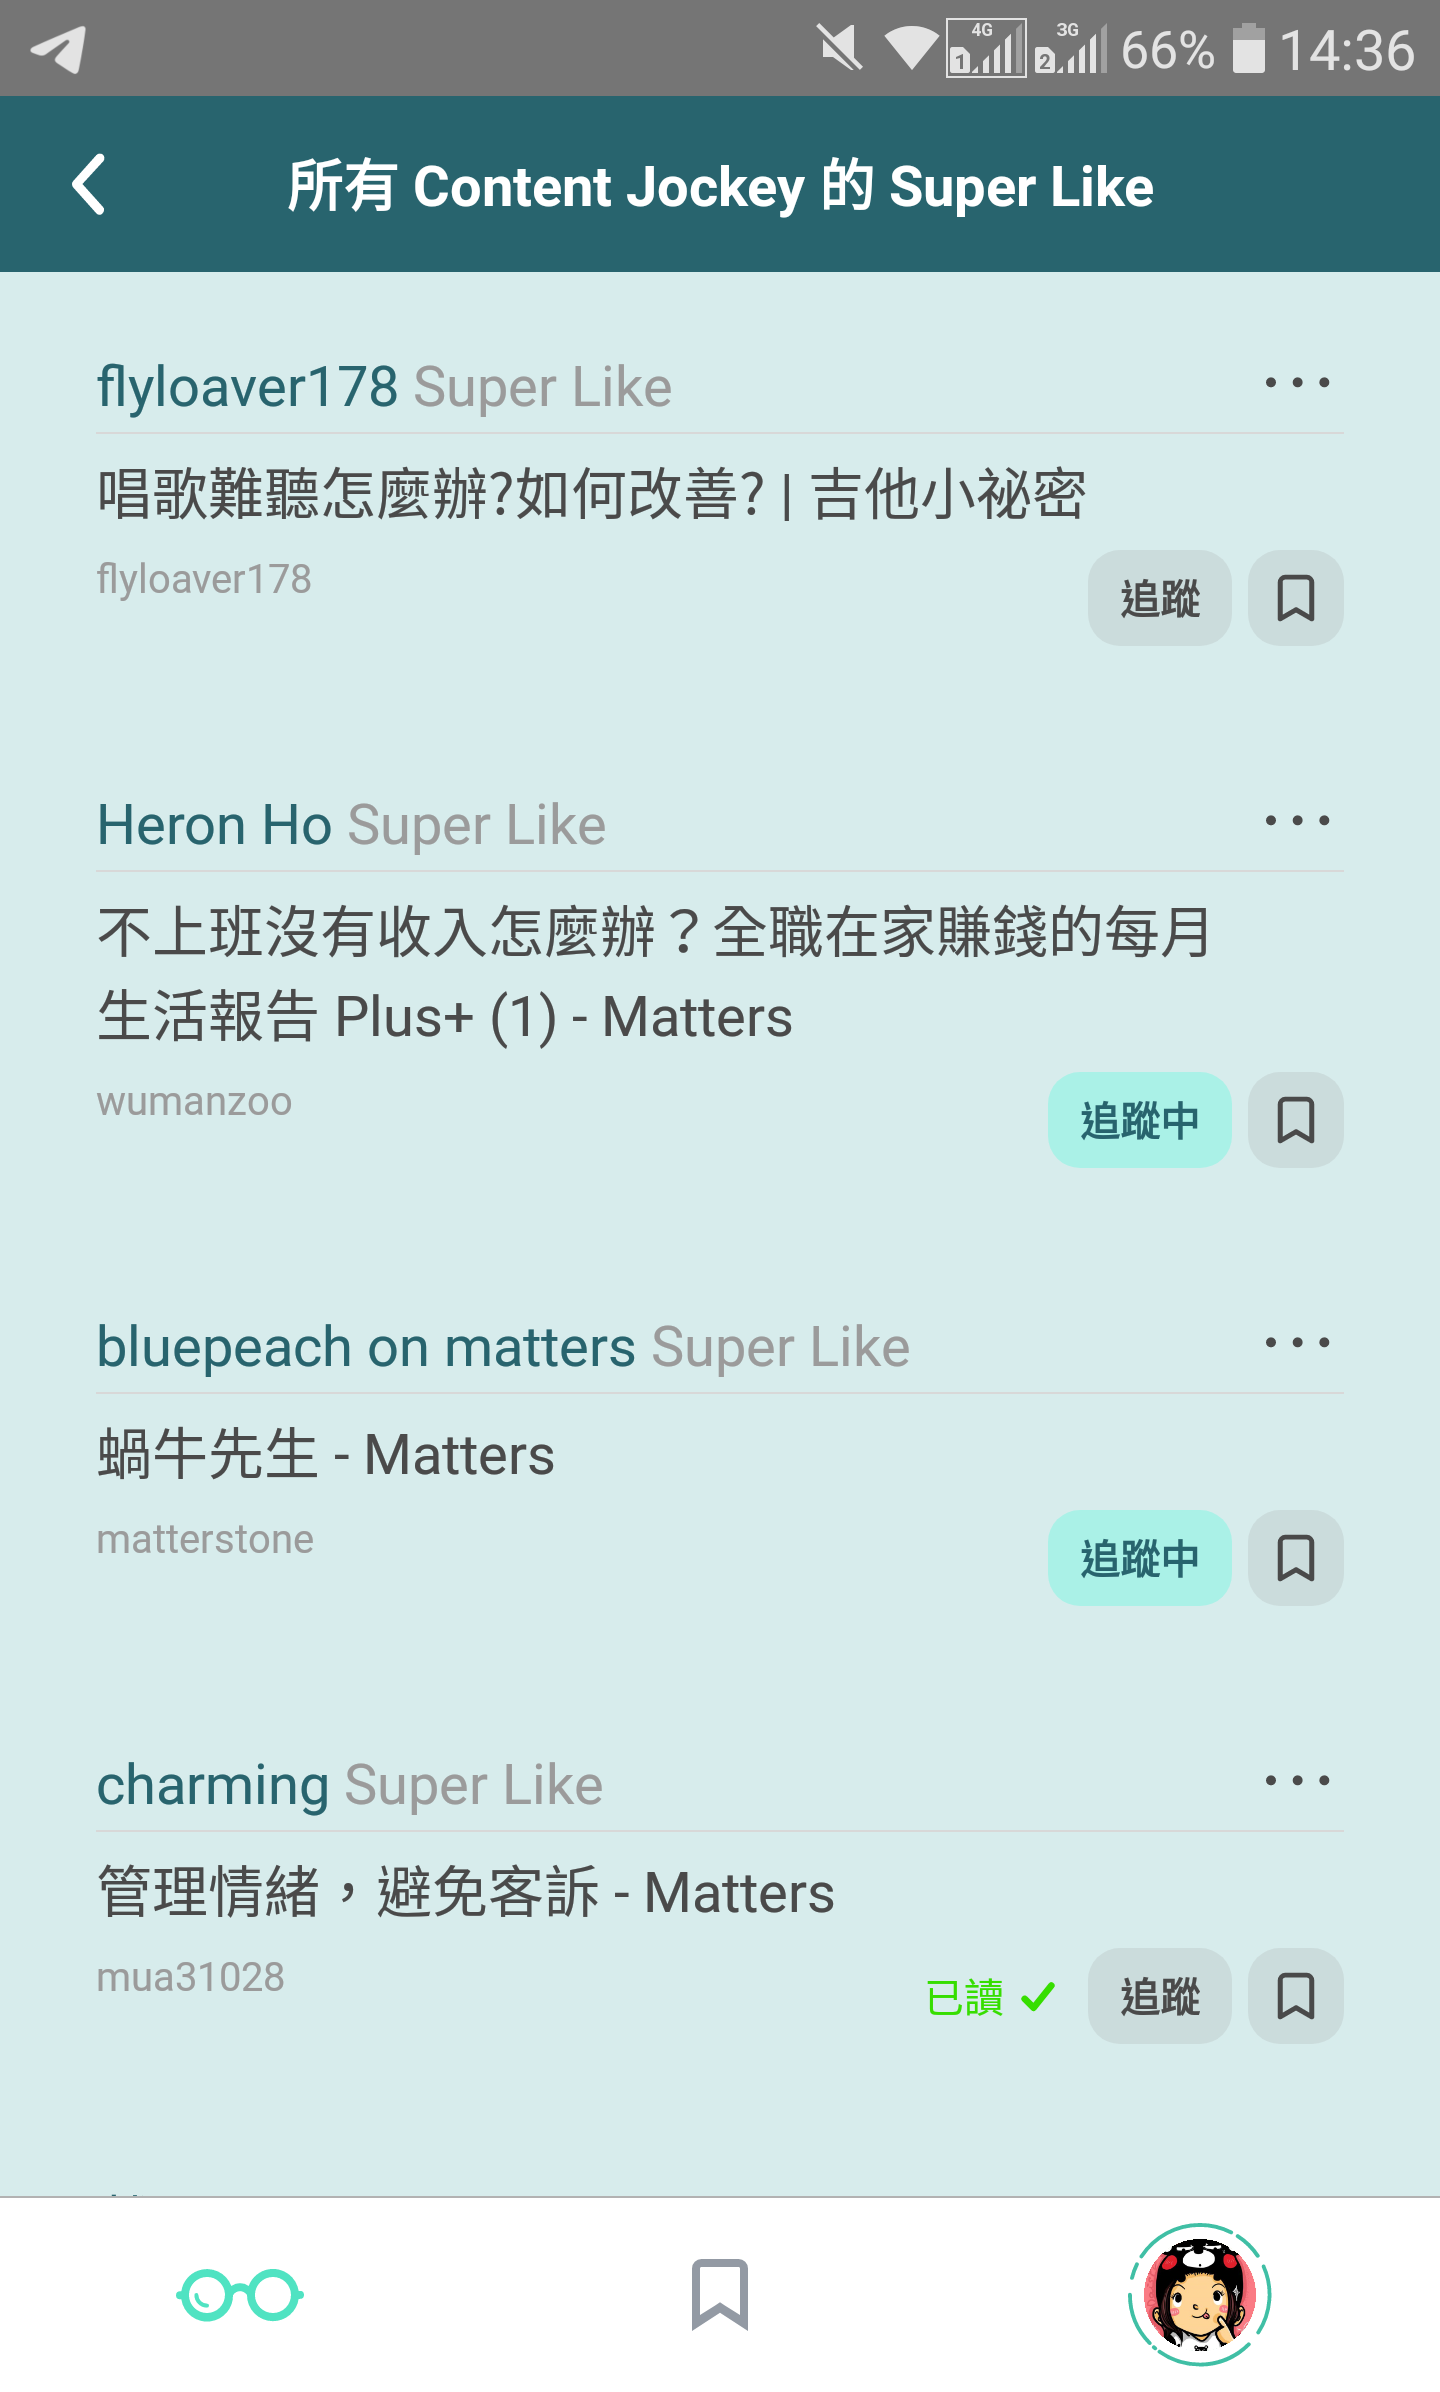 4G 1 3G 2 66% 14:36
所有 Content Jockey 的 Super Like
flyloaver178 Super Like
唱歌難聽怎麼辦?如何改善? | 吉他小祕密
flyloaver178
追蹤
Heron Ho Super Like
不上班沒有收入怎麼辦？全職在家賺錢的每月
生活報告 Plus+ (1) - Matters
wumanzoo
追蹤中
bluepeach on matters Super Like
蝸牛先生 - Matters
matterstone
追蹤中
charming Super Like
管理情緒，避免客訴 - Matters
mua31028
已讀 追蹤